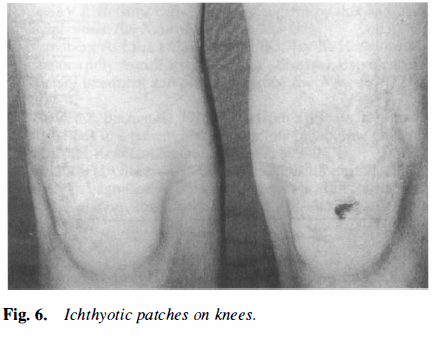 Fig. 6. Ichthyotic patches on knees.